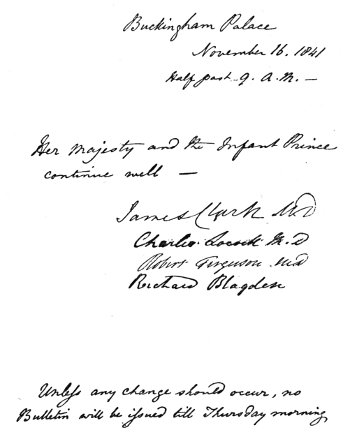 Buckingham Palace
November 16. 1841
Half past 9. A.M. —
Her Majesty and the Infant Prince
continue well —
James Clark MD
Charles Locock M.D
Robert Ferguson MD
Richard Blagden
Unless any change should occur, no
Bulletin will be issued till Thursday morning